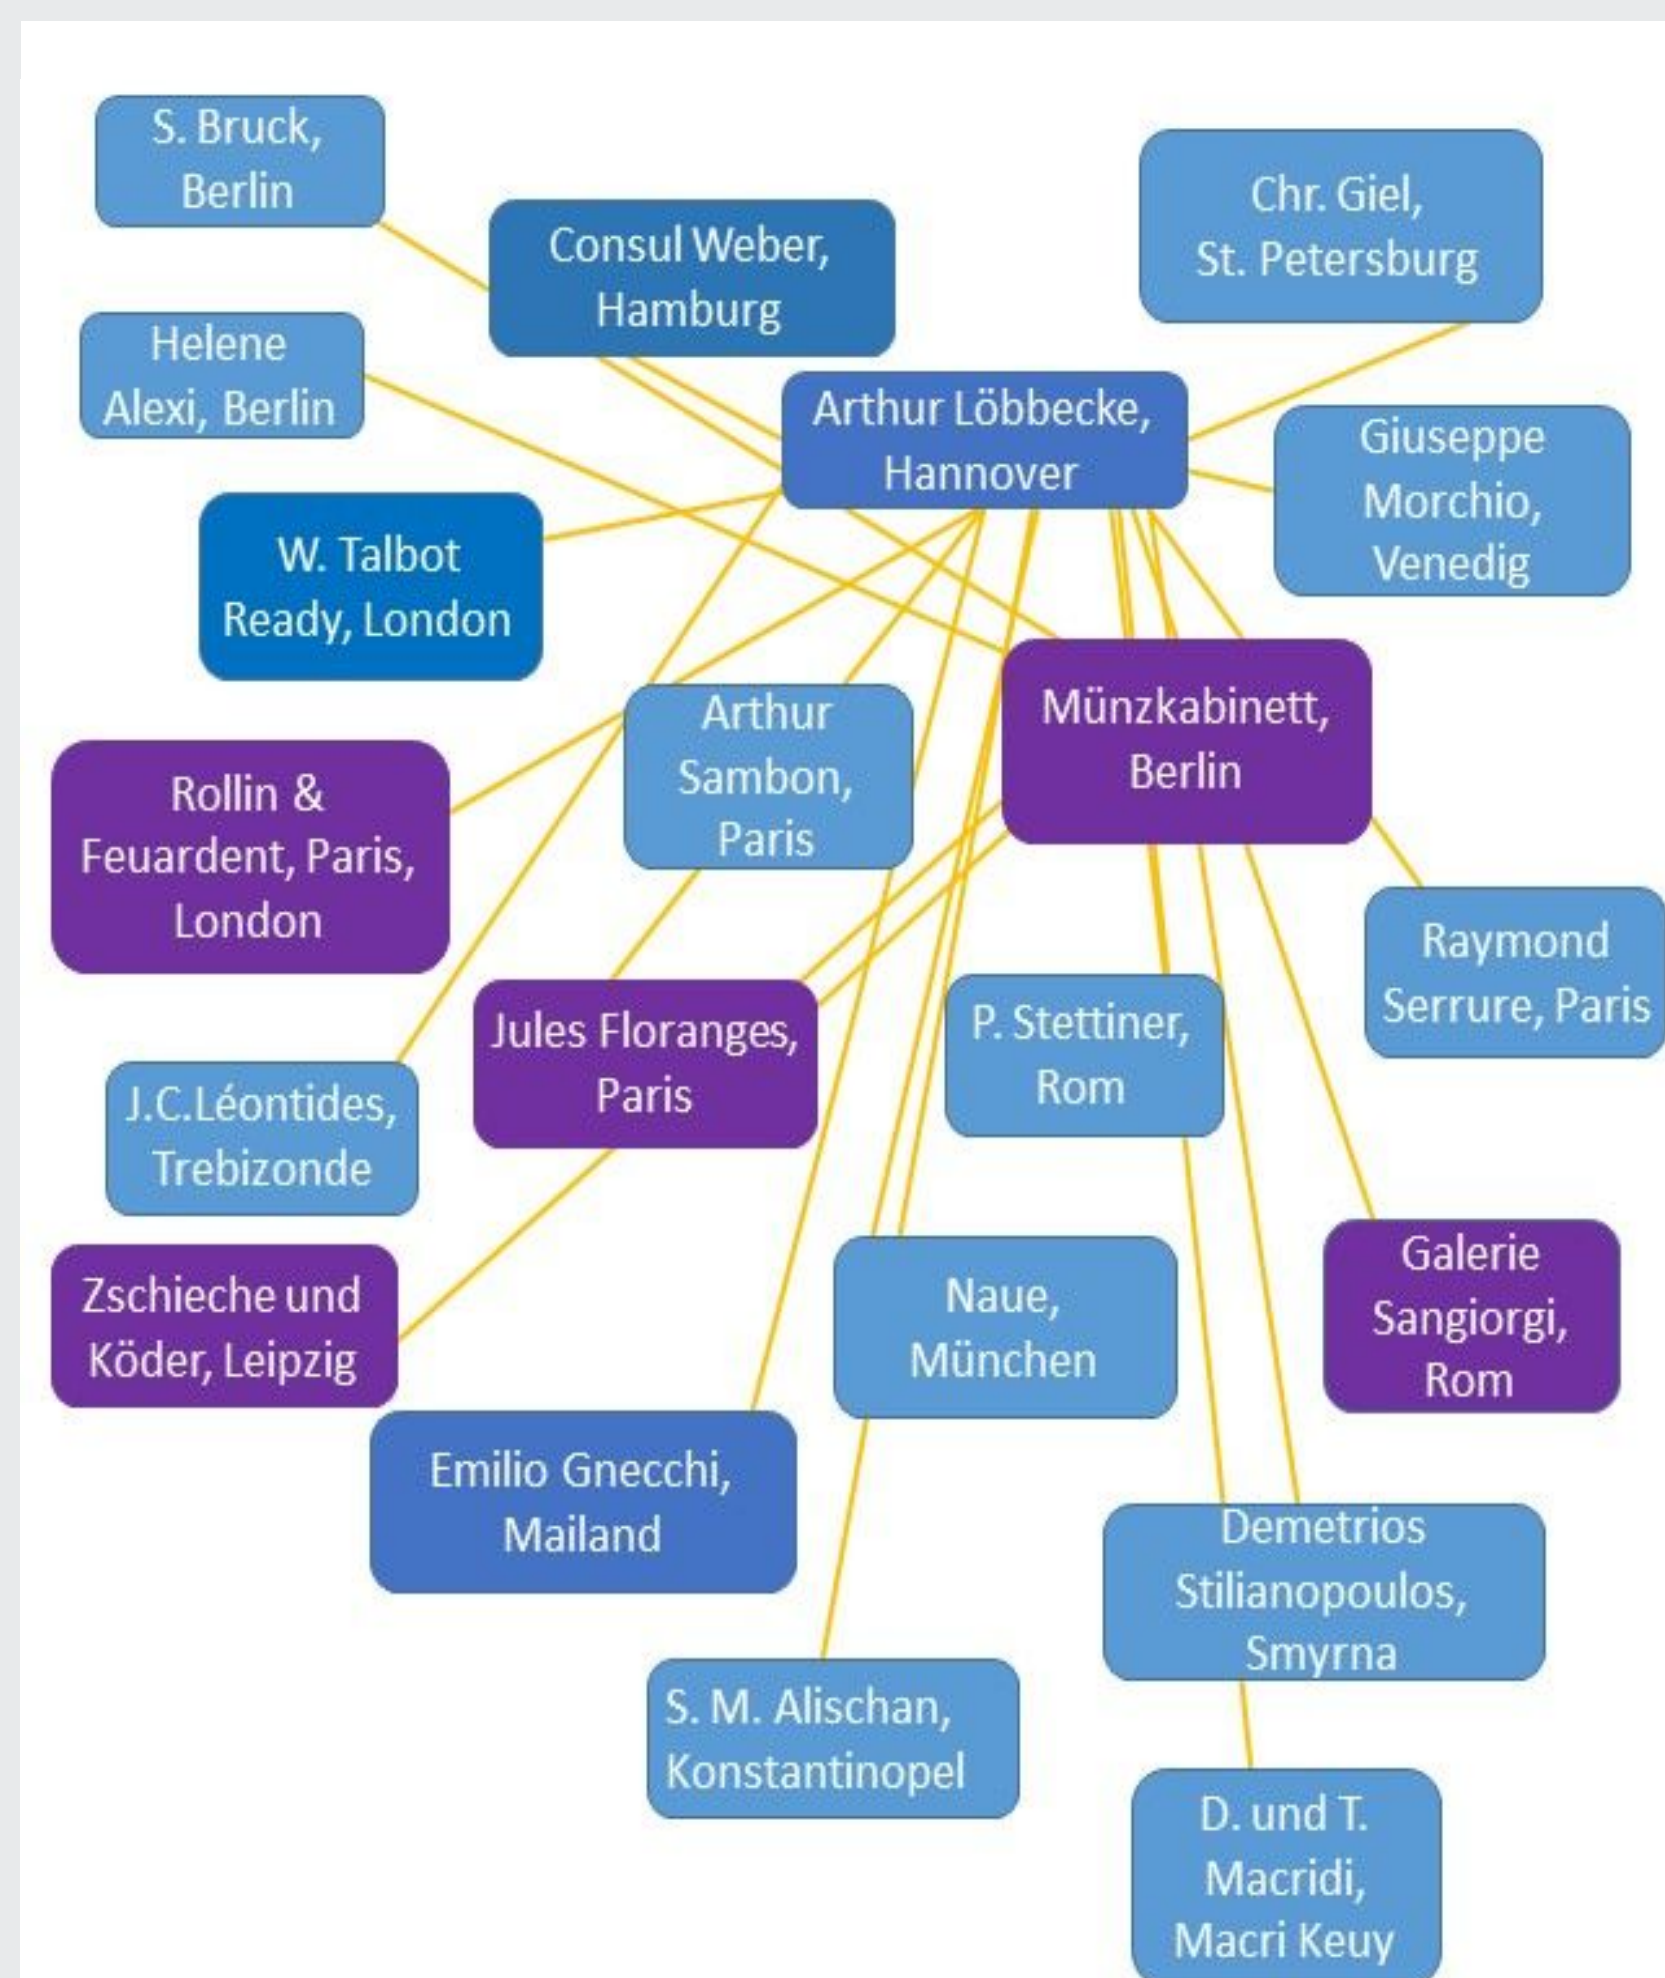 S. Bruck,
Berlin
Consul Weber,
Hamburg
Chr. Giel,
St. Petersburg
Helene
Alexi, Berlin
Arthur Löbbecke,
Hannover
Giuseppe
Morchio,
Venedig
W. Talbot
Ready, London
Arthur
Sambon,
Paris
Münzkabinett,
Berlin
Rollin &
Feuardent, Paris,
London
Raymond
Serrure, Paris
Jules Floranges,
Paris
P. Stettiner,
Rom
J.C.Léontides,
Trebizonde
Zschieche und
Köder, Leipzig
Naue,
München
Galerie
Sangiorgi,
Rom
Emilio Gnecchi,
Mailand
Demetrios
Stilianopoulos,
Smyrna
S. M. Alischan,
Konstantinopel
D. und T.
Macridi,
Macri Keuy